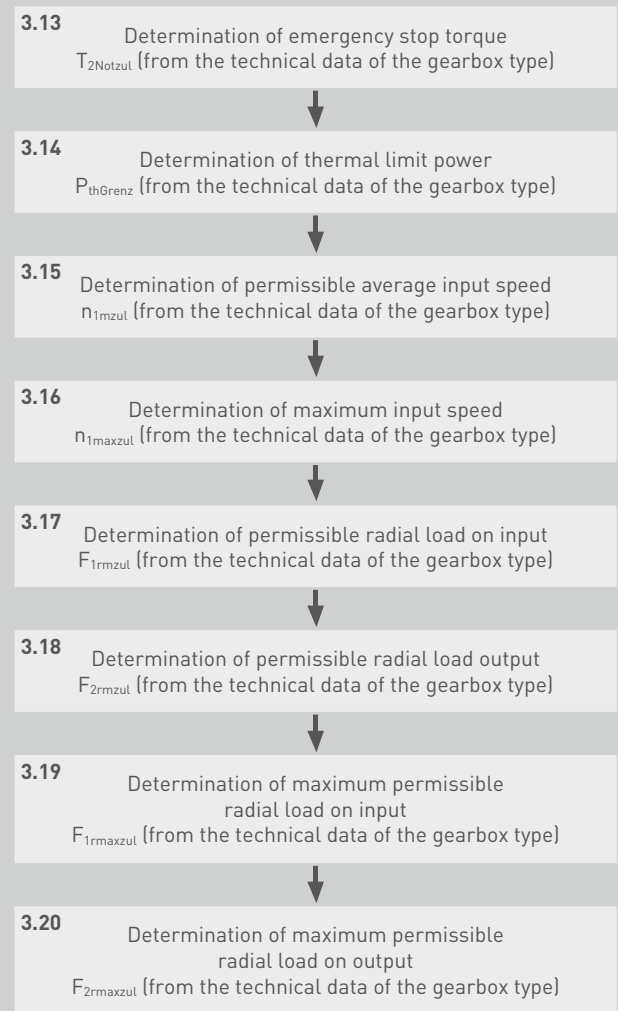 3.13
Determination of emergency stop torque
T2Notzul (from the technical data of the gearbox type)
3.14
Determination of thermal limit power
PthGrenz (from the technical data of the gearbox type)
3.15
Determination of permissible average input speed
n1mzul (from the technical data of the gearbox type)
3.16
Determination of maximum input speed
n1maxzul (from the technical data of the gearbox type)
3.17
Determination of permissible radial load on input
F1rmzul (from the technical data of the gearbox type)
3.18
Determination of permissible radial load output
F2rmzul (from the technical data of the gearbox type)
3.19
Determination of maximum permissible
radial load on input
F1rmaxzul (from the technical data of the gearbox type)
3.20
Determination of maximum permissible
radial load on output
F2rmaxzul (from the technical data of the gearbox type)